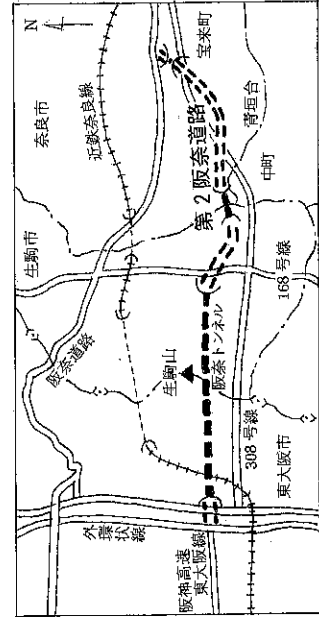 N
奈良市
宝来町
近鉄奈良線
第2阪奈道路
青垣台
中町
生駒市
168号線
阪奈道路
生駒山
阪奈トンネル
308号線
東大阪市
外環状線
阪神高速
東大阪線